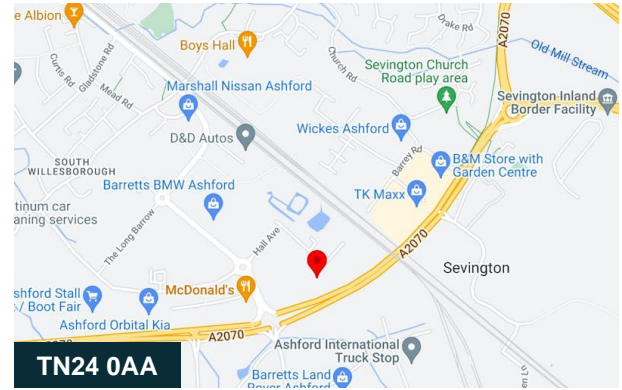 e Albion
Drake Rd
A2070
Boys Hall
Old Mill Stream
Curtis Rd
Gladstone Rd
Church Rd
Sevington Church
Road play area
Mead Rd
Marshall Nissan Ashford
Sevington Inland
Border Facility
Wickes Ashford
D&D Autos
Barrey Rd
SOUTH
WILLESBOROUGH
B&M Store with
Garden Centre
Barretts BMW Ashford
TK Maxx
tinum car
aning services
The Long Barrow
Hall Ave
A2070
Sevington
McDonald's
shford Stall
/ Boot Fair
Ashford Orbital Kia
A2070
Ashford International
Truck Stop
TN24 0AA
Barretts Land
Rover Ashford
en Ln